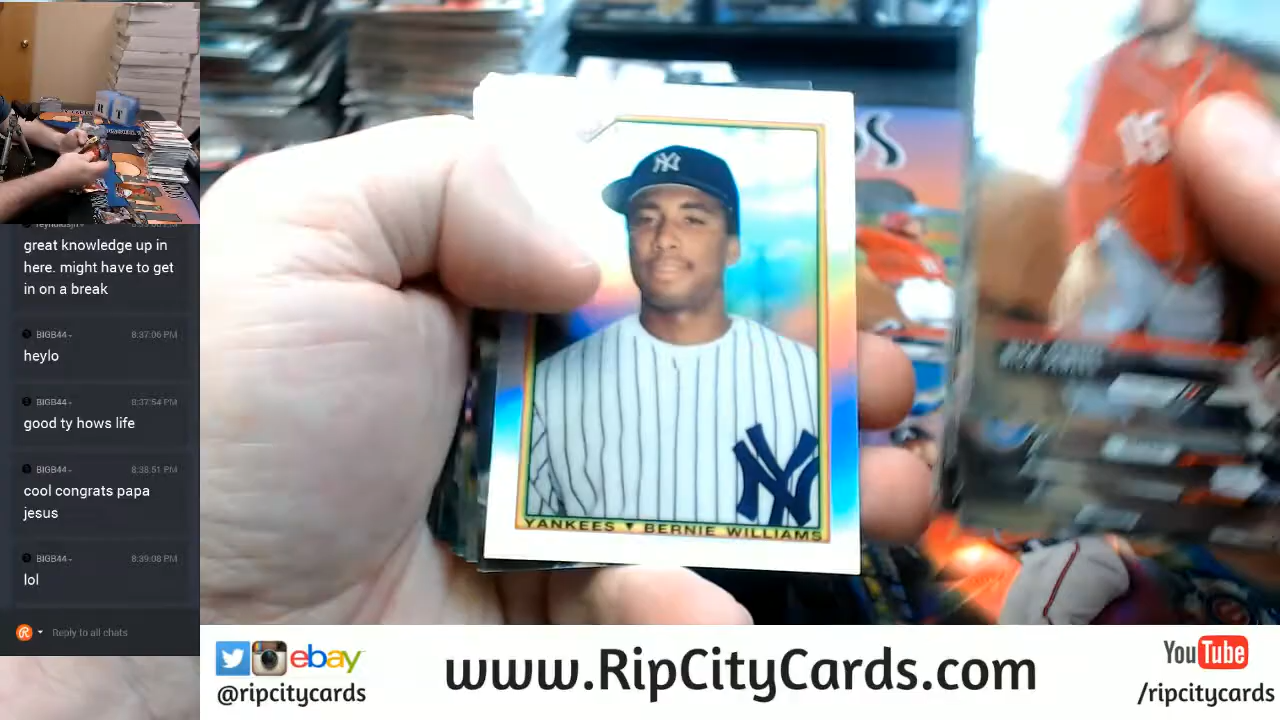 R T
great knowledge up in
here. might have to get
in on a break
BIGB44- 8:37:06 PM
heylo
BIGB44- 8:37:54 PM
good ty hows life
BIGB44- 8:38:51 PM
cool congrats papa
jesus
BIGB44- 8:39:08 PM
lol
Reply to all chats
NY
NY
YANKEES ▾ BERNIE WILLIAMS
ebay
@ripcitycards
www.RipCityCards.com
YouTube
/ripcitycards